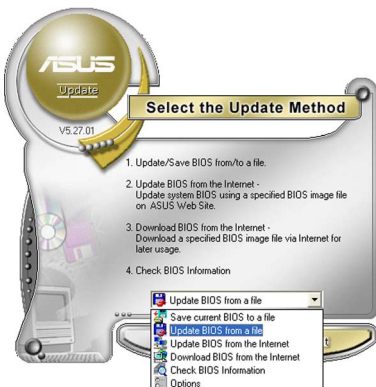 ASUS
Update
V5.27.01
Select the Update Method
1. Update/Save BIOS from/to a file.
2. Update BIOS from the Internet -
Update system BIOS using a specified BIOS image file
on ASUS Web Site.
3. Download BIOS from the Internet -
Download a specified BIOS image file via Internet for
later usage.
4. Check BIOS Information
Update BIOS from a file
Save current BIOS to a file
Update BIOS from a file
Update BIOS from the Internet
Download BIOS from the Internet
Check BIOS Information
Options